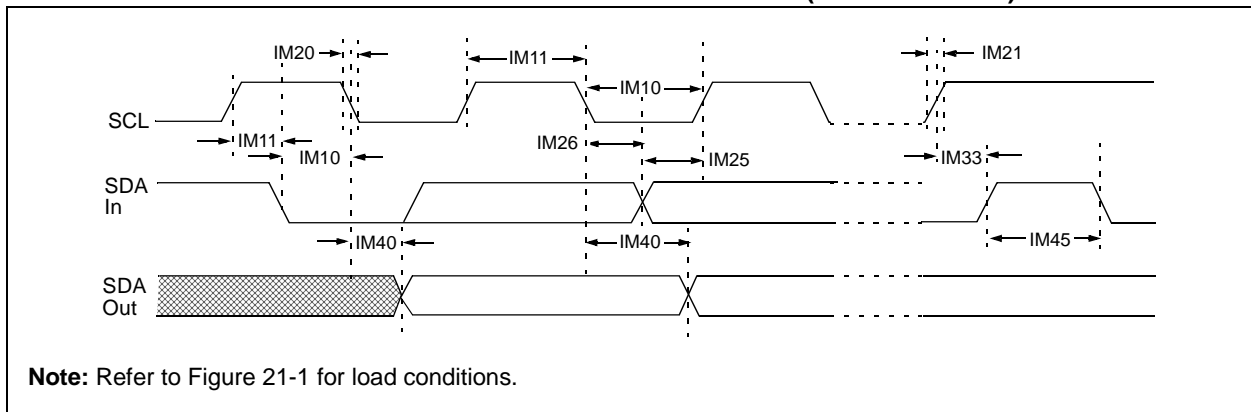 IM20
IM11
IM21
IM10
SCL
IM11
IM26
IM10
IM25
IM33
SDA
In
IM40
IM40
IM45
SDA
Out
Note: Refer to Figure 21-1 for load conditions.